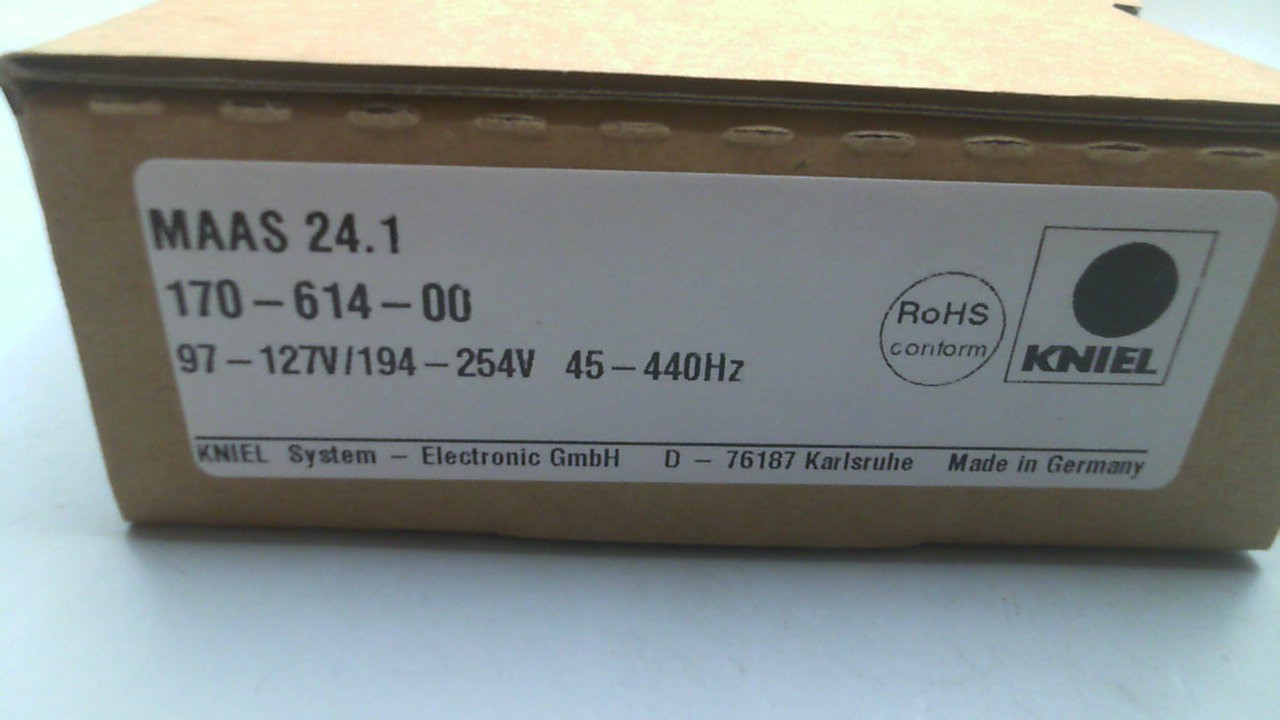 MAAS 24.1
170-614-00
97-127V/194-254V 45-440Hz
RoHS
conform
KNIEL
KNIEL System - Electronic GmbH D - 76187 Karlsruhe Made in Germany